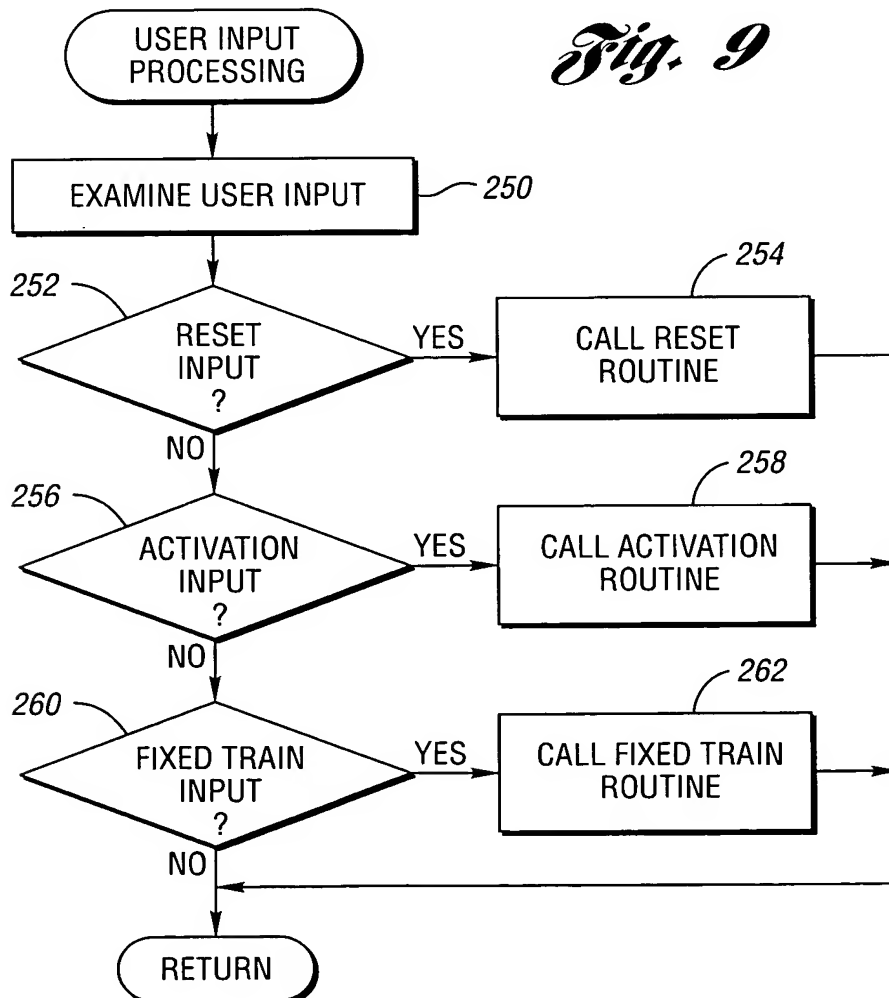 Fig. 9
USER INPUT
PROCESSING
EXAMINE USER INPUT
250
252
RESET
INPUT
?
YES
NO
254
CALL RESET
ROUTINE
256
ACTIVATION
INPUT
?
YES
NO
258
CALL ACTIVATION
ROUTINE
260
FIXED TRAIN
INPUT
?
YES
NO
262
CALL FIXED TRAIN
ROUTINE
RETURN